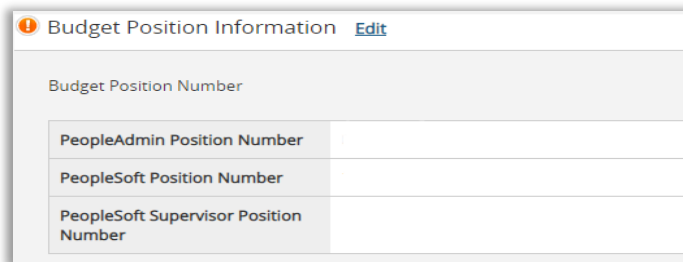 Budget Position Information Edit
Budget Position Number
PeopleAdmin Position Number
PeopleSoft Position Number
PeopleSoft Supervisor Position
Number